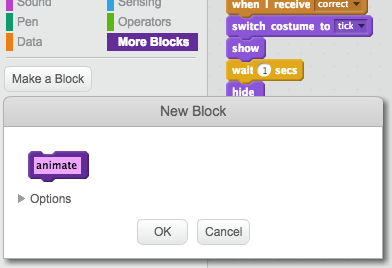 Sound
Sensing
Pen
Operators
Data
More Blocks
Make a Block
when I receive correct
switch costume to tick
show
wait 1 secs
hide
New Block
animate
Options
OK
Cancel